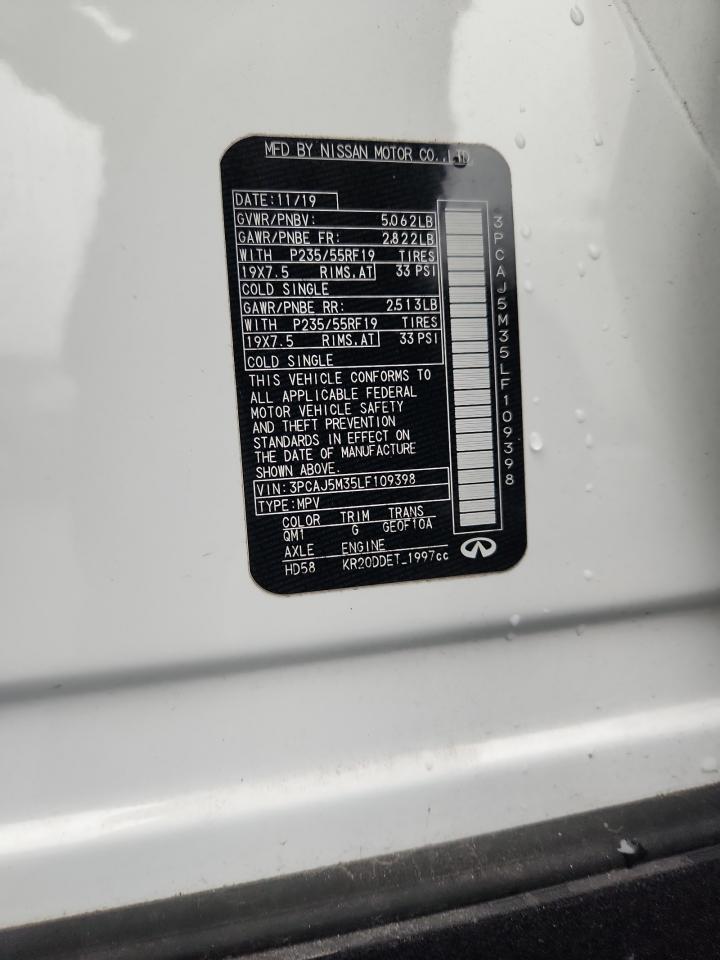 MFD BY NISSAN MOTOR CO.,LTD.
DATE:11/19
GVWR/PNBV: 5,062LB
GAWR/PNBE FR: 2,822LB
WITH P235/55RF19 TIRES
19X7.5 RIMS,AT 33 PSI
COLD SINGLE
GAWR/PNBE RR: 2,513LB
WITH P235/55RF19 TIRES
19X7.5 RIMS,AT 33 PSI
COLD SINGLE
THIS VEHICLE CONFORMS TO
ALL APPLICABLE FEDERAL
MOTOR VEHICLE SAFETY
AND THEFT PREVENTION
STANDARDS IN EFFECT ON
THE DATE OF MANUFACTURE
SHOWN ABOVE.
VIN:3PCAJ5M35LF109398
TYPE:MPV
COLOR TRIM TRANS
QM1 G GE0F10A
AXLE ENGINE
HD58 KR20DDET_1997cc
3PCAJ5M35LF109398